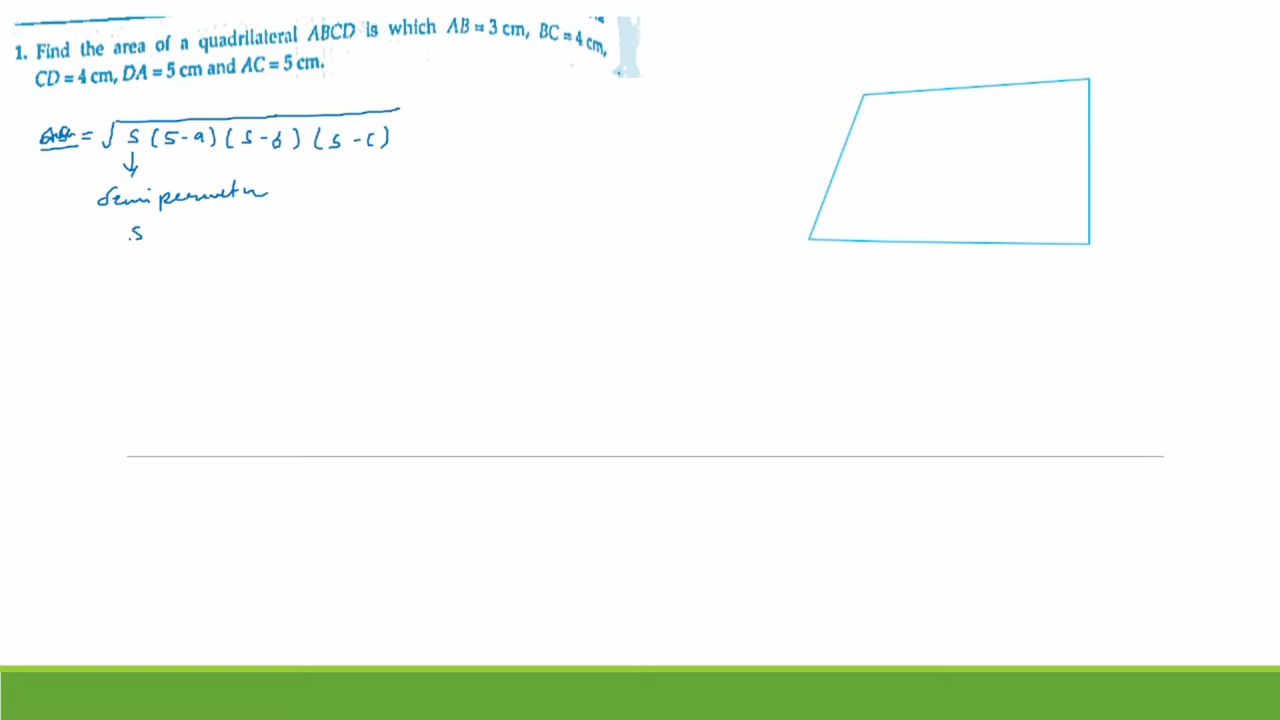 1. Find the area of a quadrilateral ABCD is which AB = 3 cm, BC = 4 cm,
CD = 4 cm, DA = 5 cm and AC = 5 cm.
= √ s (s-a) (s-b) (s-c)
↓
Semi perimeter
s